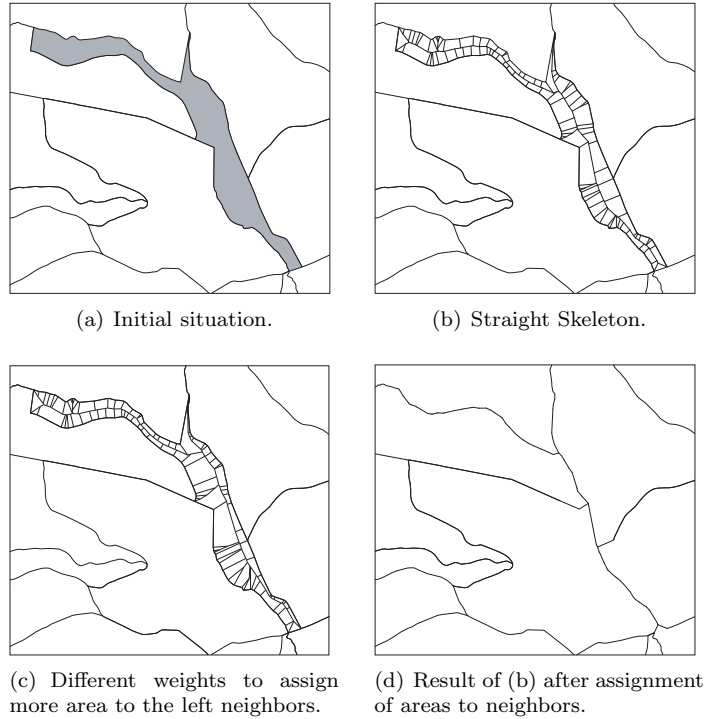 (a) Initial situation.
(b) Straight Skeleton.
(c) Different weights to assign
more area to the left neighbors.
(d) Result of (b) after assignment
of areas to neighbors.